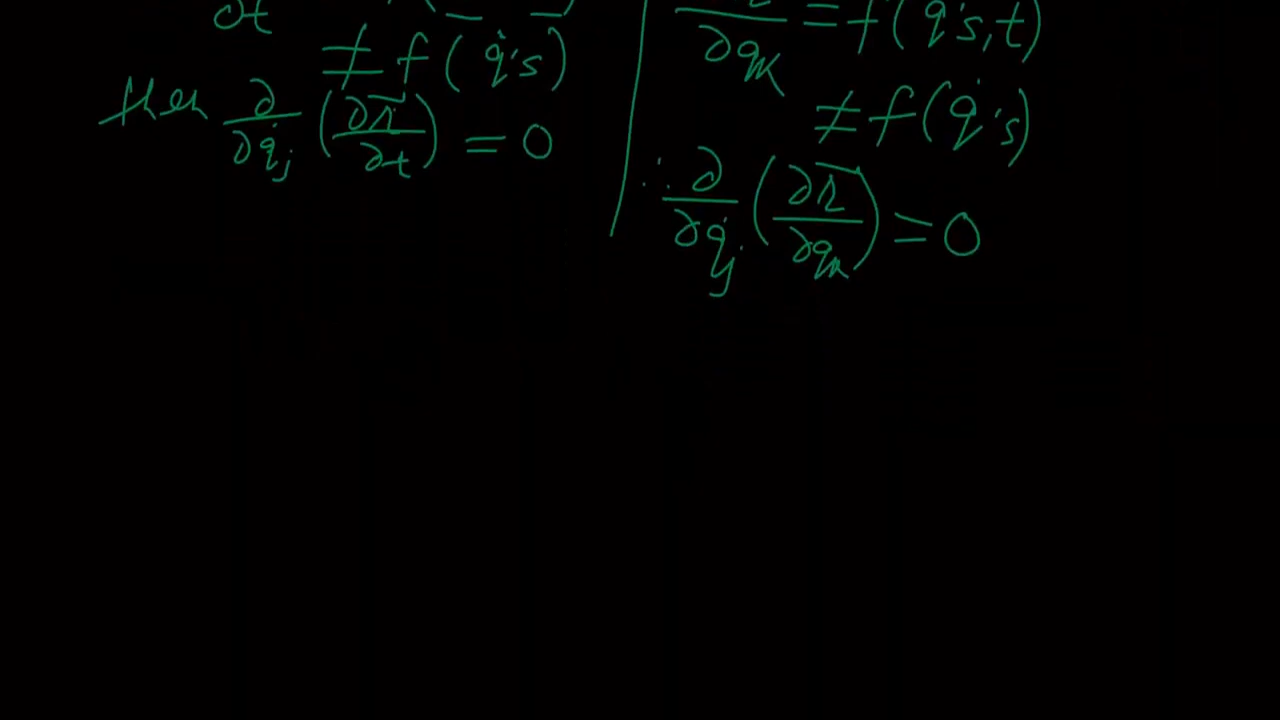 ∂t
≠ f(q̇'s)
then ∂/∂q̇j (∂r̄/∂t) = 0
∂qk = f(q's,t)
≠ f(q̇'s)
∴ ∂/∂q̇j (∂r̄/∂qk) = 0